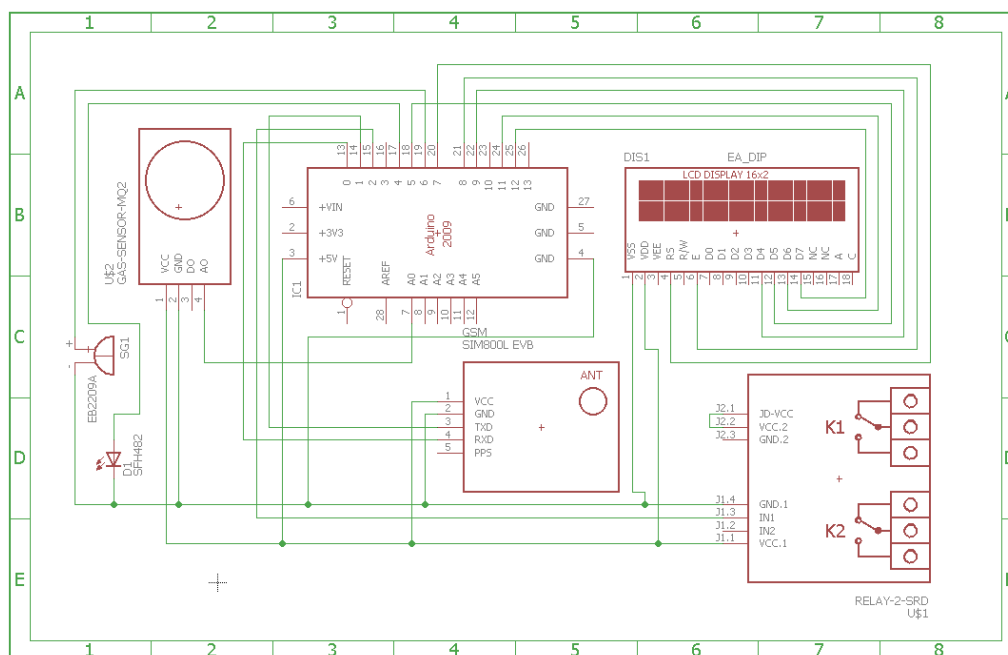 1 2 3 4 5 6 7 8
A
B
C
D
E
A
C
D
E
13 14 15 16 17 18 19 20 21 22 23 24 25 26
0 1 2 3 4 5 6 7 8 9 10 11 12 13
6 +VIN
2 +3V3
3 +5V
GND 27
GND 5
GND 4
Arduino
2009
IC1
RESET AREF A0 A1 A2 A3 A4 A5
1 28 7 8 9 10 11 12
U$2
GAS-SENSOR-MQ2
VCC GND DO AO
1 2 3 4
DIS1 EA_DIP
LCD DISPLAY 16x2
VSS VDD VEE RS R/W E D0 D1 D2 D3 D4 D5 D6 D7 NC NC A C
1 2 3 4 5 6 7 8 9 10 11 12 13 14 15 16 17 18
+ SG1
-
EB2209A
D1
SFH482
GSM
SIM800L EVB
ANT
1 VCC
2 GND
3 TXD
4 RXD
5 PPS
J2.1 JD-VCC
J2.2 VCC.2
J2.3 GND.2
K1
J1.4 GND.1
J1.3 IN1
J1.2 IN2
J1.1 VCC.1
K2
RELAY-2-SRD
U$1
1 2 3 4 5 6 7 8